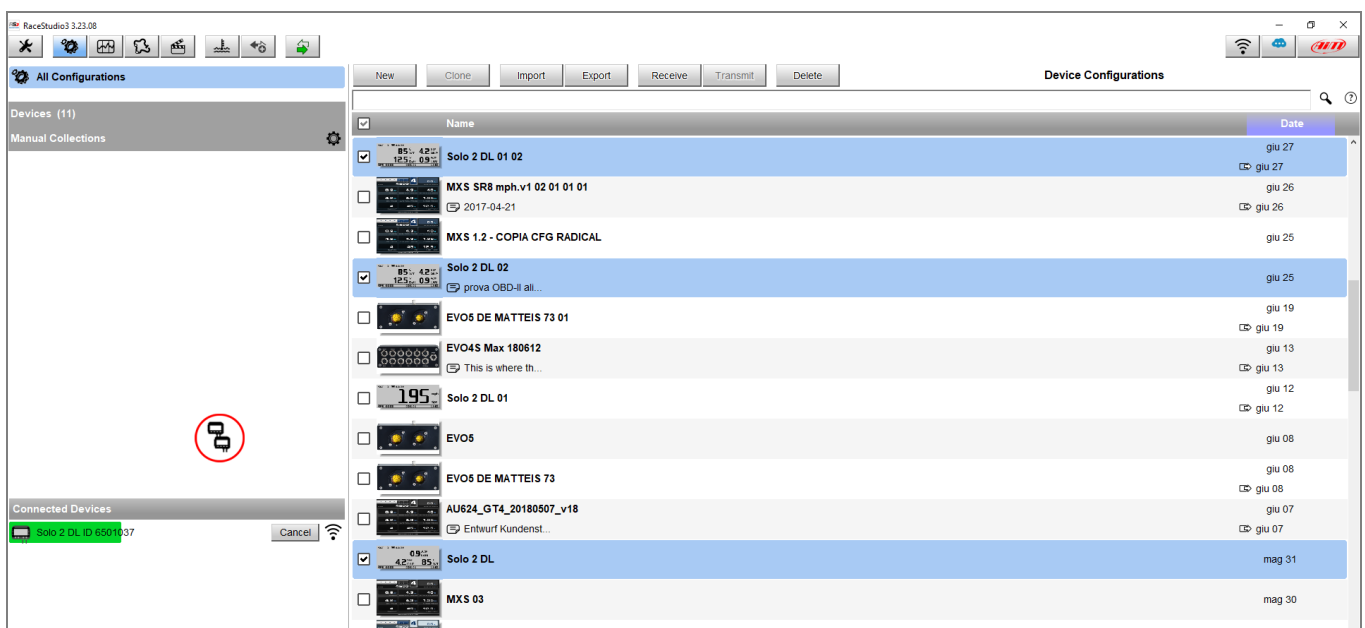 RaceStudio3 3.23.08
AiM
All Configurations
New Clone Import Export Receive Transmit Delete Device Configurations
Devices (11)
Manual Collections
Name Date
Solo 2 DL 01 02 giu 27
giu 27
MXS SR8 mph.v1 02 01 01 01 giu 26
2017-04-21 giu 26
MXS 1.2 - COPIA CFG RADICAL giu 25
Solo 2 DL 02
prova OBD-II ali... giu 25
EVO5 DE MATTEIS 73 01 giu 19
giu 19
EVO4S Max 180612 giu 13
This is where th... giu 13
195 Solo 2 DL 01 giu 12
giu 12
EVO5 giu 08
EVO5 DE MATTEIS 73 giu 08
giu 08
AU624_GT4_20180507_v18 giu 07
Entwurf Kundenst... giu 07
Solo 2 DL mag 31
MXS 03 mag 30
Connected Devices
Solo 2 DL ID 6501037 Cancel